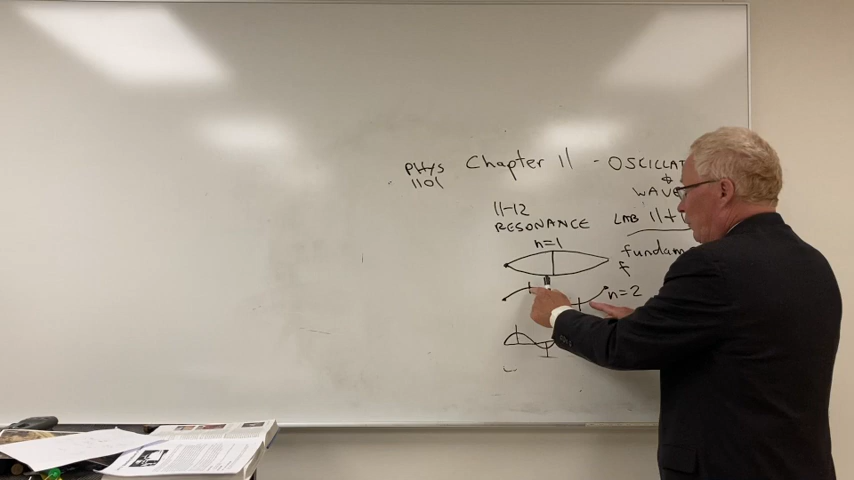 PHYS 1101
Chapter 11 - OSCILLAT
&
WAVE
11-12
RESONANCE
LAB 11+
n=1
fundam
f
n=2